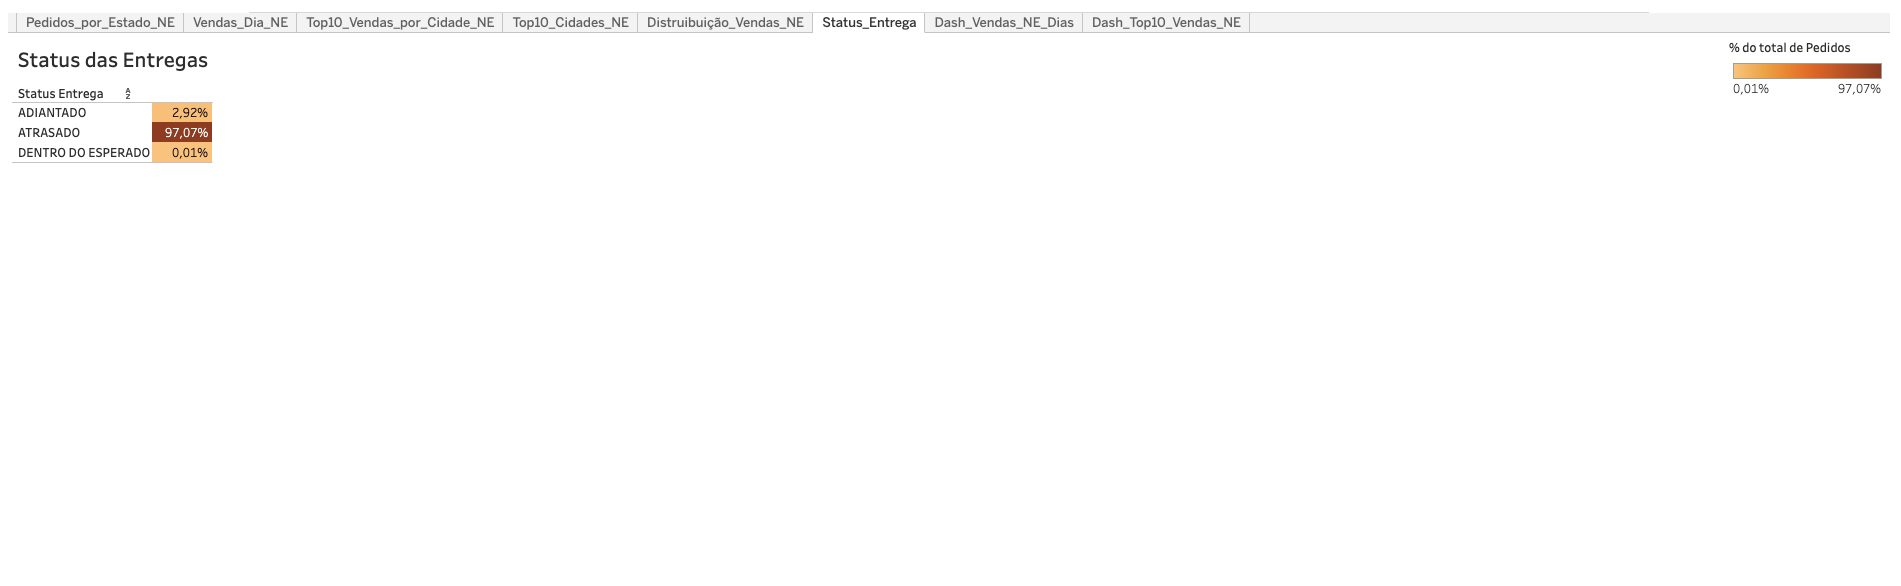 Pedidos_por_Estado_NE Vendas_Dia_NE Top10_Vendas_por_Cidade_NE Top10_Cidades_NE Distruibuição_Vendas_NE Status_Entrega Dash_Vendas_NE_Dias Dash_Top10_Vendas_NE
Status das Entregas
Status Entrega
ADIANTADO 2,92%
ATRASADO 97,07%
DENTRO DO ESPERADO 0,01%
% do total de Pedidos
0,01% 97,07%